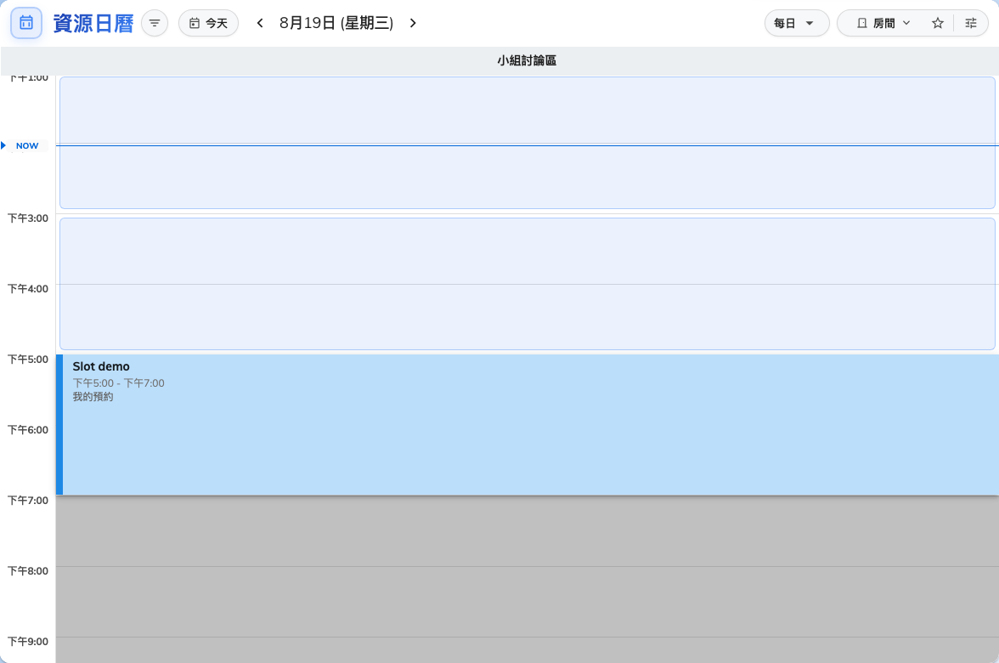 資源日曆
今天
8月19日 (星期三)
每日
房間
小組討論區
下午1:00
NOW
下午3:00
下午4:00
下午5:00
Slot demo
下午5:00 - 下午7:00
我的預約
下午6:00
下午7:00
下午8:00
下午9:00